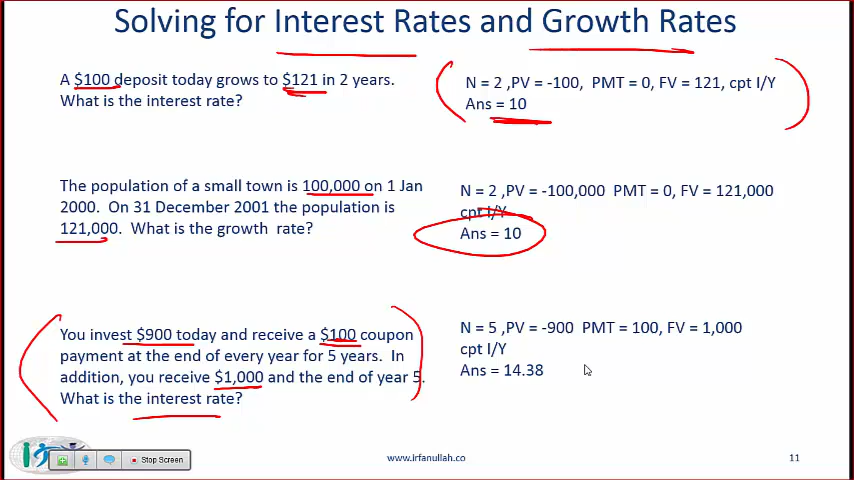 Solving for Interest Rates and Growth Rates
A $100 deposit today grows to $121 in 2 years.
What is the interest rate?
N = 2 ,PV = -100, PMT = 0, FV = 121, cpt I/Y
Ans = 10
The population of a small town is 100,000 on 1 Jan
2000. On 31 December 2001 the population is
121,000. What is the growth rate?
N = 2, ,PV = -100,000 PMT = 0, FV = 121,000
cpt I/Y
Ans = 10
You invest $900 today and receive a $100 coupon
payment at the end of every year for 5 years. In
addition, you receive $1,000 and the end of year 5.
What is the interest rate?
N = 5 ,PV = -900 PMT = 100, FV = 1,000
cpt I/Y
Ans = 14.38
Stop Screen
www.irfanullah.co
11